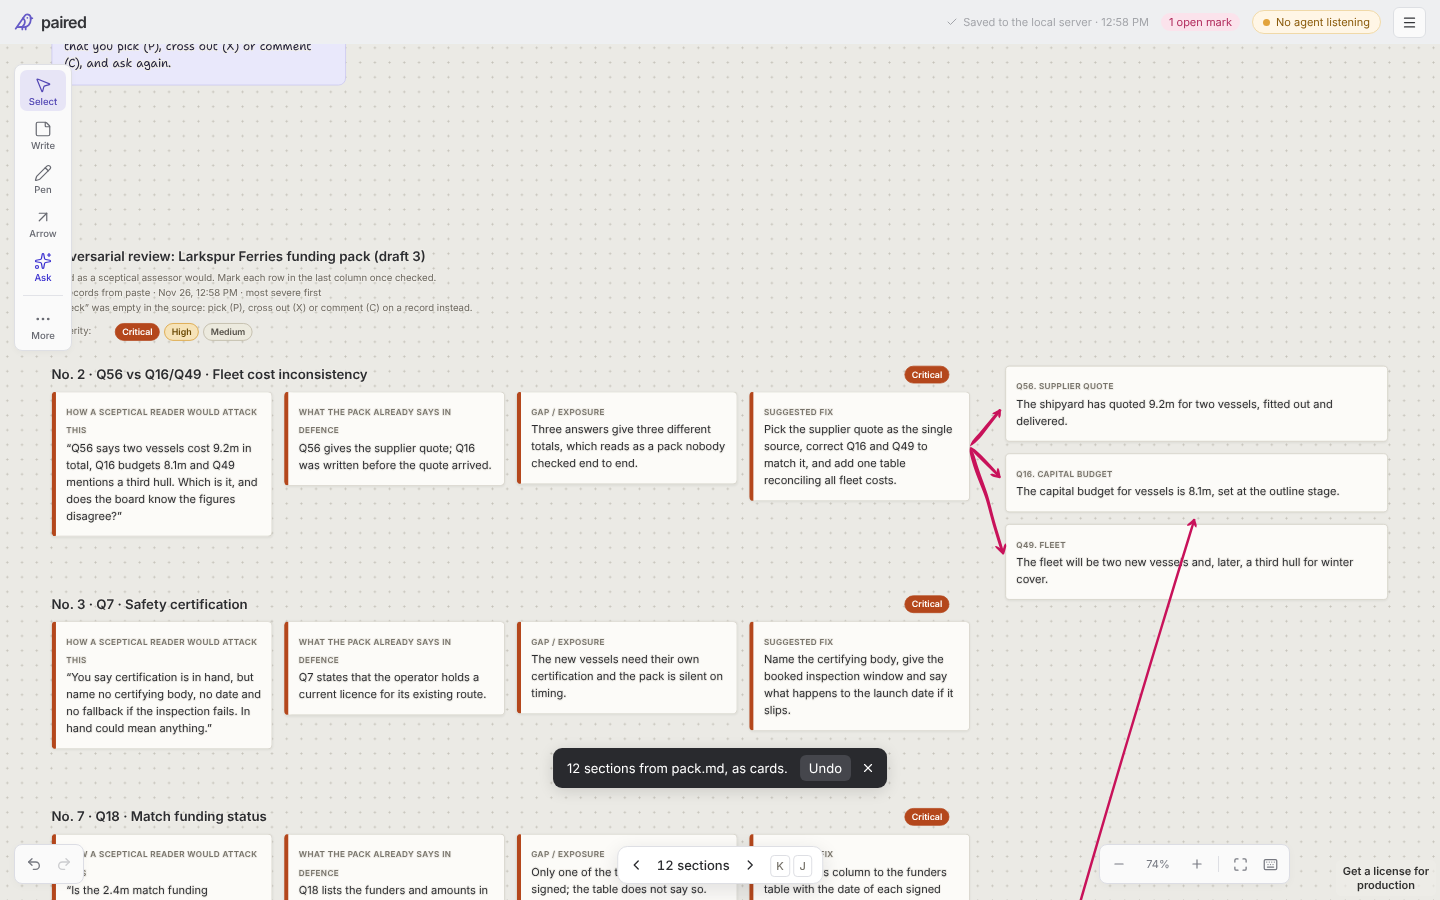 paired
Saved to the local server · 12:58 PM
1 open mark
No agent listening
that you pick (P), cross out (X) or comment
(C), and ask again.
Select
Write
Pen
Arrow
Ask
More
versarial review: Larkspur Ferries funding pack (draft 3)
as a sceptical assessor would. Mark each row in the last column once checked.
cords from paste · Nov 26, 12:58 PM · most severe first
eck” was empty in the source: pick (P), cross out (X) or comment (C) on a record instead.
erity:
Critical
High
Medium
No. 2 · Q56 vs Q16/Q49 · Fleet cost inconsistency
Critical
HOW A SCEPTICAL READER WOULD ATTACK
THIS
“Q56 says two vessels cost 9.2m in
total, Q16 budgets 8.1m and Q49
mentions a third hull. Which is it, and
does the board know the figures
disagree?”
WHAT THE PACK ALREADY SAYS IN
DEFENCE
Q56 gives the supplier quote; Q16
was written before the quote arrived.
GAP / EXPOSURE
Three answers give three different
totals, which reads as a pack nobody
checked end to end.
SUGGESTED FIX
Pick the supplier quote as the single
source, correct Q16 and Q49 to
match it, and add one table
reconciling all fleet costs.
Q56. SUPPLIER QUOTE
The shipyard has quoted 9.2m for two vessels, fitted out and
delivered.
Q16. CAPITAL BUDGET
The capital budget for vessels is 8.1m, set at the outline stage.
Q49. FLEET
The fleet will be two new vessels and, later, a third hull for winter
cover.
No. 3 · Q7 · Safety certification
Critical
HOW A SCEPTICAL READER WOULD ATTACK
THIS
“You say certification is in hand, but
name no certifying body, no date and
no fallback if the inspection fails. In
hand could mean anything.”
WHAT THE PACK ALREADY SAYS IN
DEFENCE
Q7 states that the operator holds a
current licence for its existing route.
GAP / EXPOSURE
The new vessels need their own
certification and the pack is silent on
timing.
SUGGESTED FIX
Name the certifying body, give the
booked inspection window and say
what happens to the launch date if it
slips.
12 sections from pack.md, as cards.
Undo
No. 7 · Q18 · Match funding status
Critical
W A SCEPTICAL READER WOULD ATTACK
S
“Is the 2.4m match funding
WHAT THE PACK ALREADY SAYS IN
DEFENCE
Q18 lists the funders and amounts in
GAP / EXPOSURE
Only one of the
signed; the table does not say so.
FIX
s column to the funders
table with the date of each signed
12 sections
K
J
74%
Get a license for
production